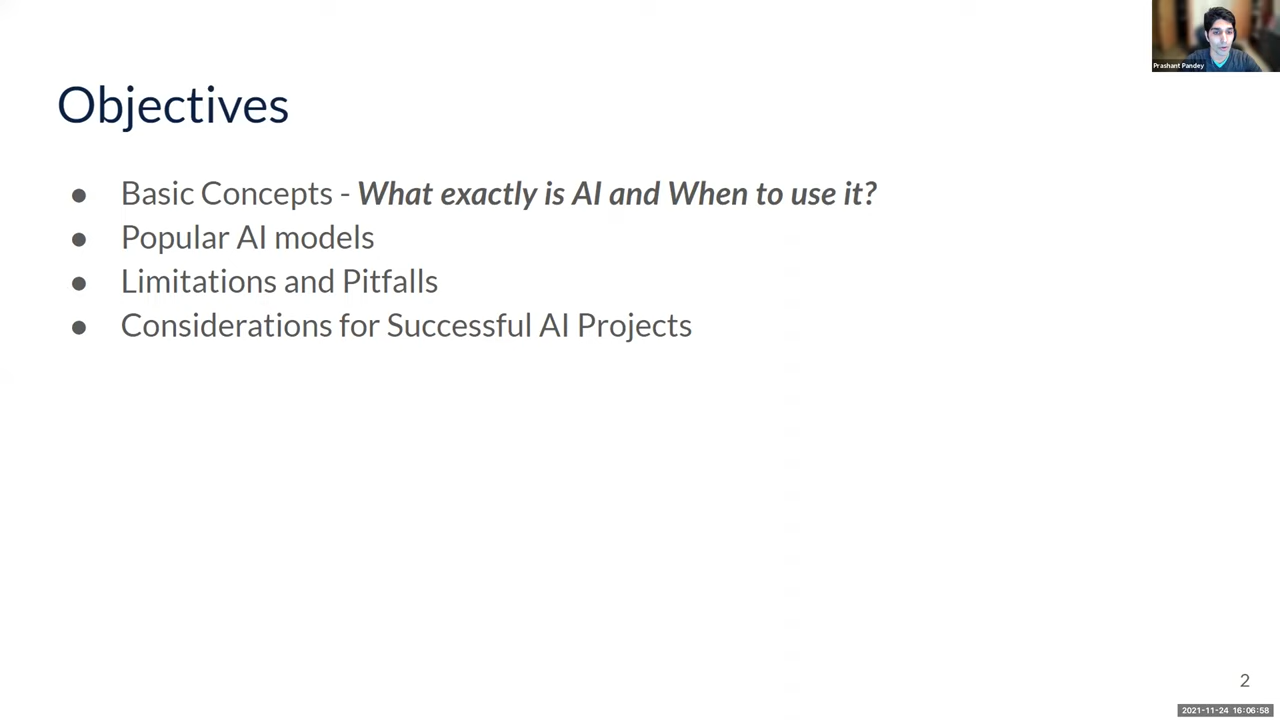 Prashant Pandey
Objectives
● Basic Concepts - What exactly is AI and When to use it?
● Popular AI models
● Limitations and Pitfalls
● Considerations for Successful AI Projects
2
2021-11-24 16:06:58